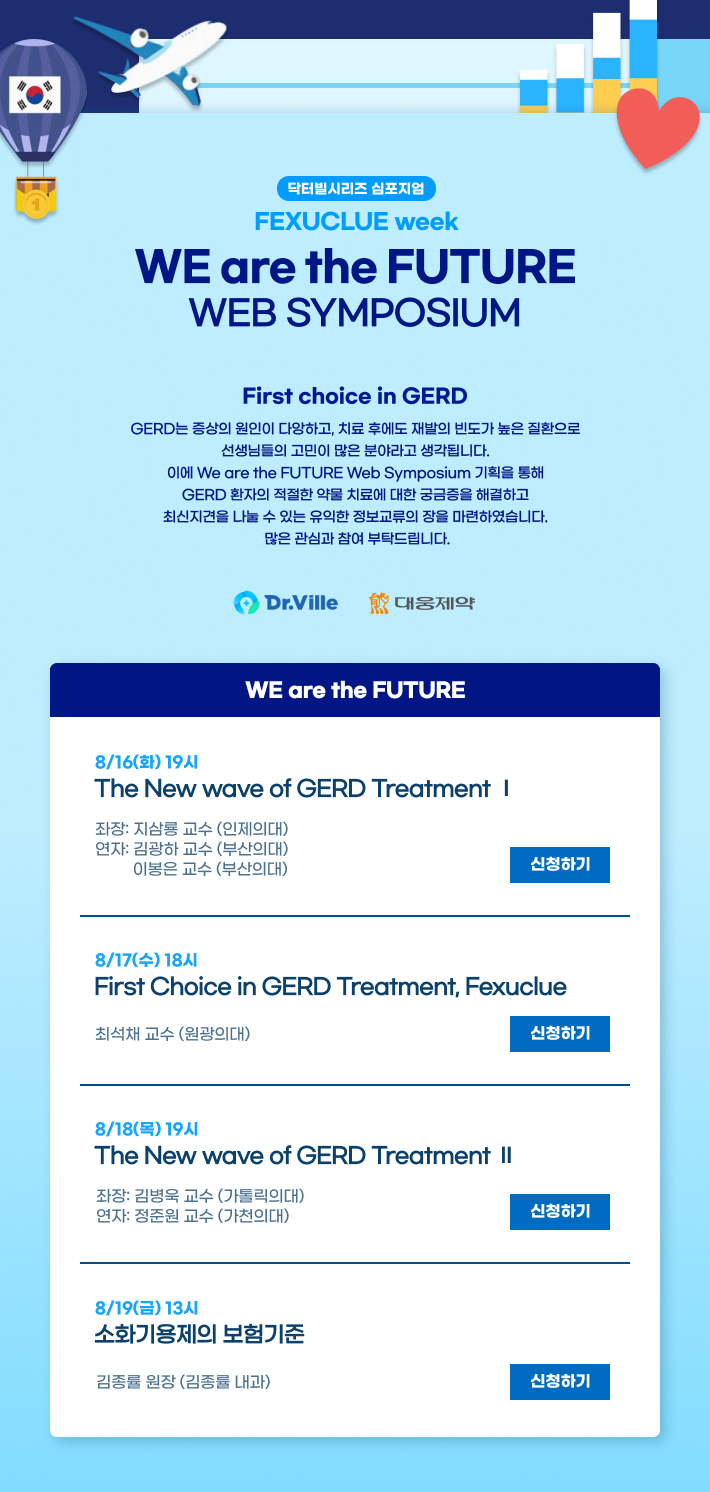 닥터빌시리즈 심포지엄
FEXUCLUE week
WE are the FUTURE
WEB SYMPOSIUM
First choice in GERD
GERD는 증상의 원인이 다양하고, 치료 후에도 재발의 빈도가 높은 질환으로
선생님들의 고민이 많은 분야라고 생각됩니다.
이에 We are the FUTURE Web Symposium 기획을 통해
GERD 환자의 적절한 약물 치료에 대한 궁금증을 해결하고
최신지견을 나눌 수 있는 유익한 정보교류의 장을 마련하였습니다.
많은 관심과 참여 부탁드립니다.
Dr.Ville 대웅제약
WE are the FUTURE
8/16(화) 19시
The New wave of GERD Treatment Ⅰ
좌장: 지삼룡 교수 (인제의대)
연자: 김광하 교수 (부산의대)
이봉은 교수 (부산의대)
신청하기
8/17(수) 18시
First Choice in GERD Treatment, Fexuclue
최석채 교수 (원광의대)
신청하기
8/18(목) 19시
The New wave of GERD Treatment Ⅱ
좌장: 김병욱 교수 (가톨릭의대)
연자: 정준원 교수 (가천의대)
신청하기
8/19(금) 13시
소화기용제의 보험기준
김종률 원장 (김종률 내과)
신청하기
1